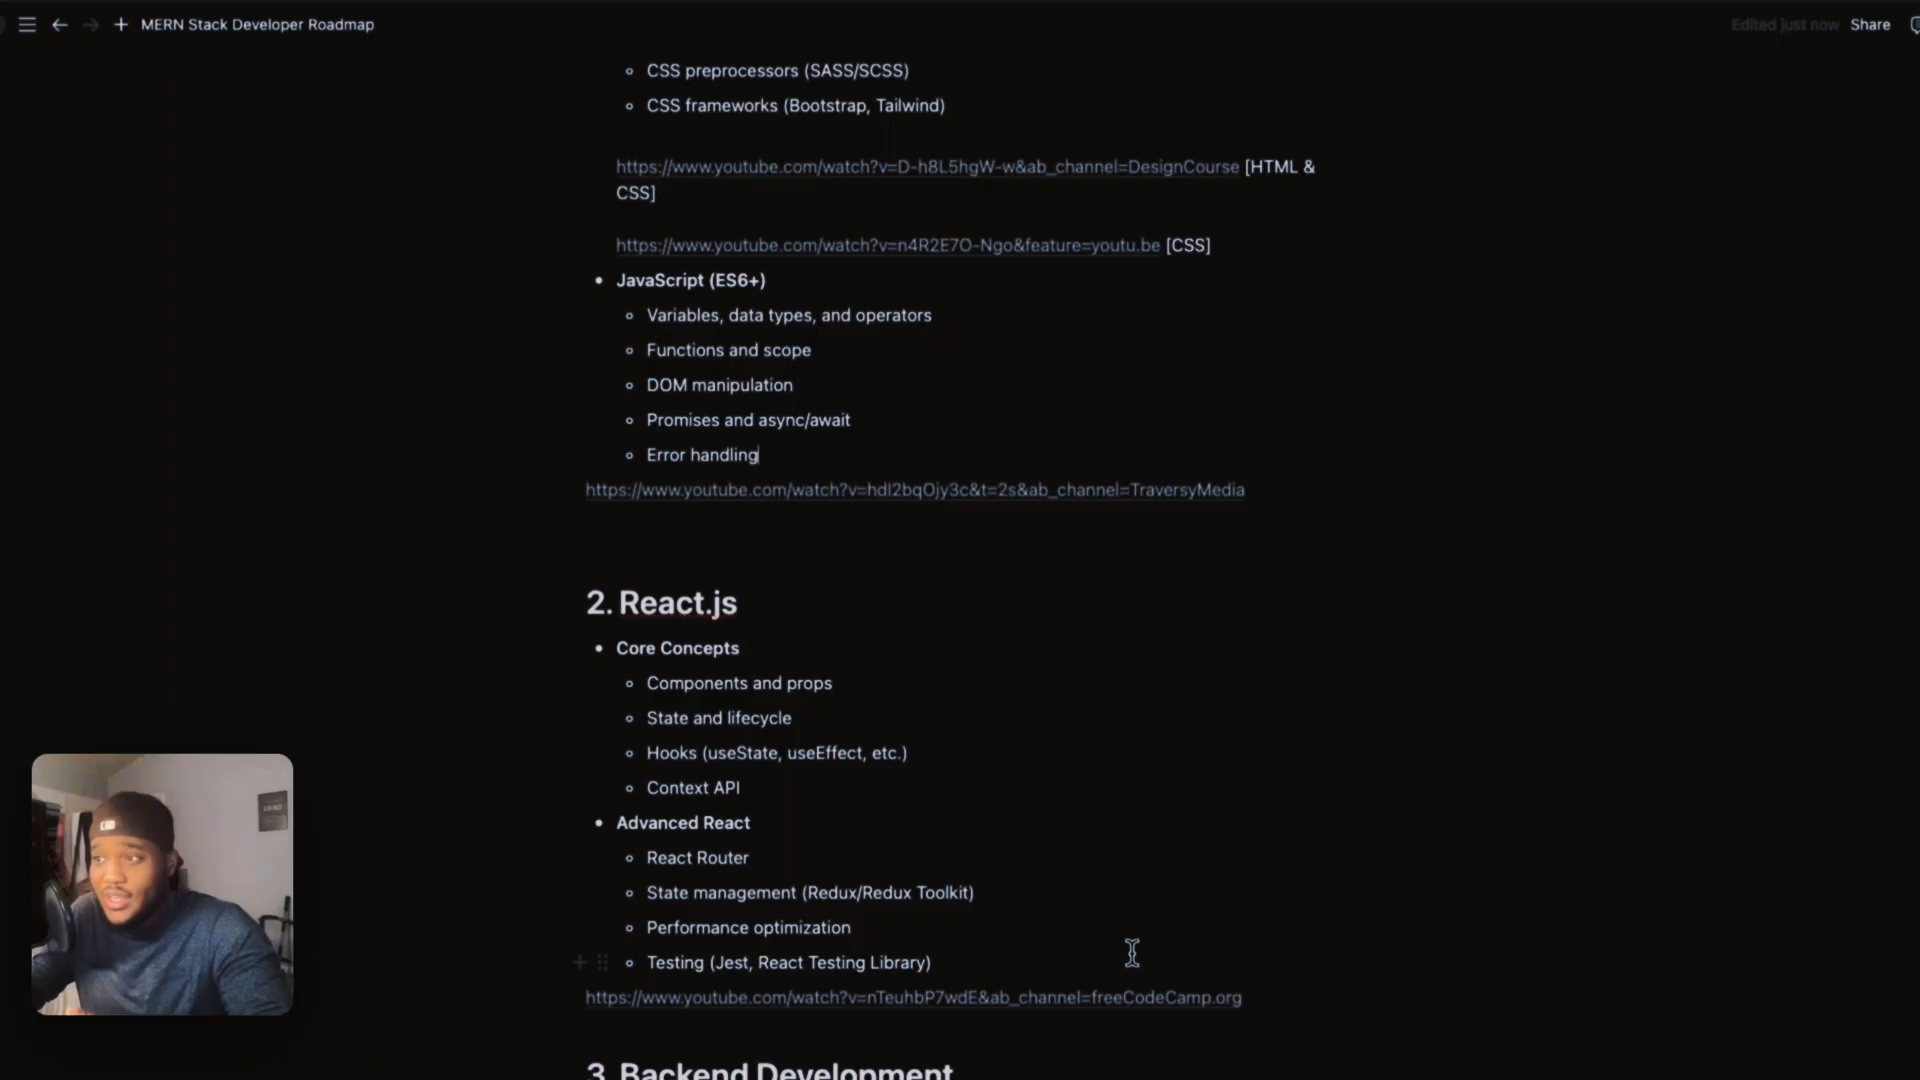 MERN Stack Developer Roadmap
Edited just now
Share
CSS preprocessors (SASS/SCSS)
CSS frameworks (Bootstrap, Tailwind)
https://www.youtube.com/watch?v=D-h8L5hgW-w&ab_channel=DesignCourse [HTML &
CSS]
https://www.youtube.com/watch?v=n4R2E7O-Ngo&feature=youtu.be [CSS]
JavaScript (ES6+)
Variables, data types, and operators
Functions and scope
DOM manipulation
Promises and async/await
Error handling
https://www.youtube.com/watch?v=hdI2bqOjy3c&t=2s&ab_channel=TraversyMedia
2. React.js
Core Concepts
Components and props
State and lifecycle
Hooks (useState, useEffect, etc.)
Context API
Advanced React
React Router
State management (Redux/Redux Toolkit)
Performance optimization
Testing (Jest, React Testing Library)
https://www.youtube.com/watch?v=nTeuhbP7wdE&ab_channel=freeCodeCamp.org
3. Backend Development